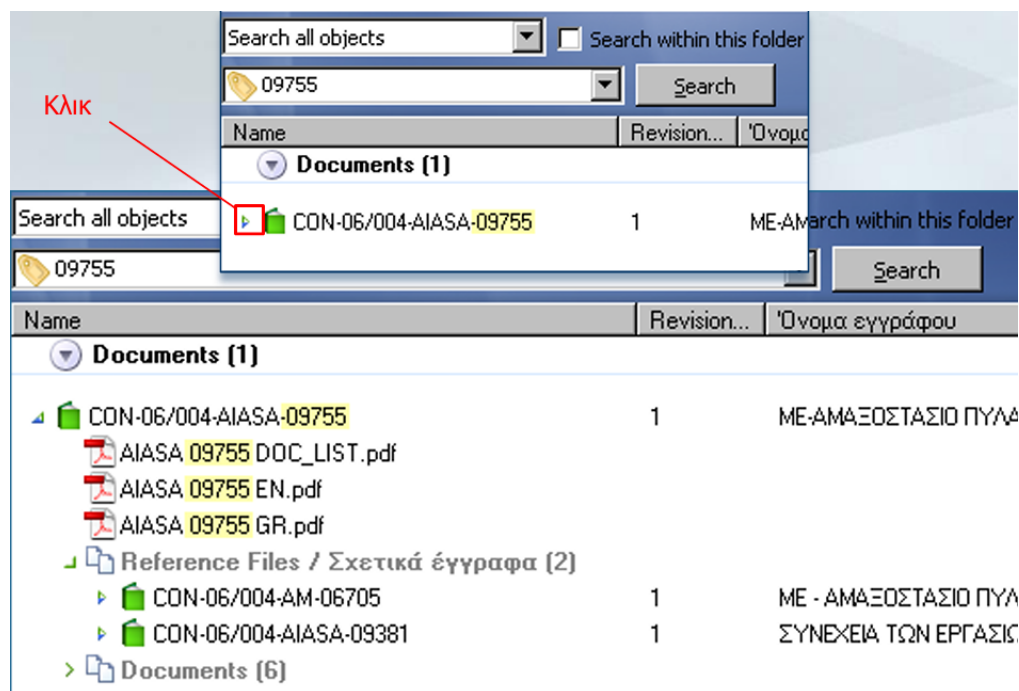 Search all objects Search within this folder
09755 Search
Κλικ
Name Revision... Όνομα
Documents (1)
CON-06/004-AIASA-09755 1 ΜΕ-ΑΜ
Search all objects arch within this folder
09755 Search
Name Revision... Όνομα εγγράφου
Documents (1)
CON-06/004-AIASA-09755 1 ΜΕ-ΑΜΑΞΟΣΤΑΣΙΟ ΠΥΛΑ
AIASA 09755 DOC_LIST.pdf
AIASA 09755 EN.pdf
AIASA 09755 GR.pdf
Reference Files / Σχετικά έγγραφα (2)
CON-06/004-AM-06705 1 ΜΕ - ΑΜΑΞΟΣΤΑΣΙΟ ΠΥΛ
CON-06/004-AIASA-09381 1 ΣΥΝΕΧΕΙΑ ΤΩΝ ΕΡΓΑΣΙΩ
Documents (6)